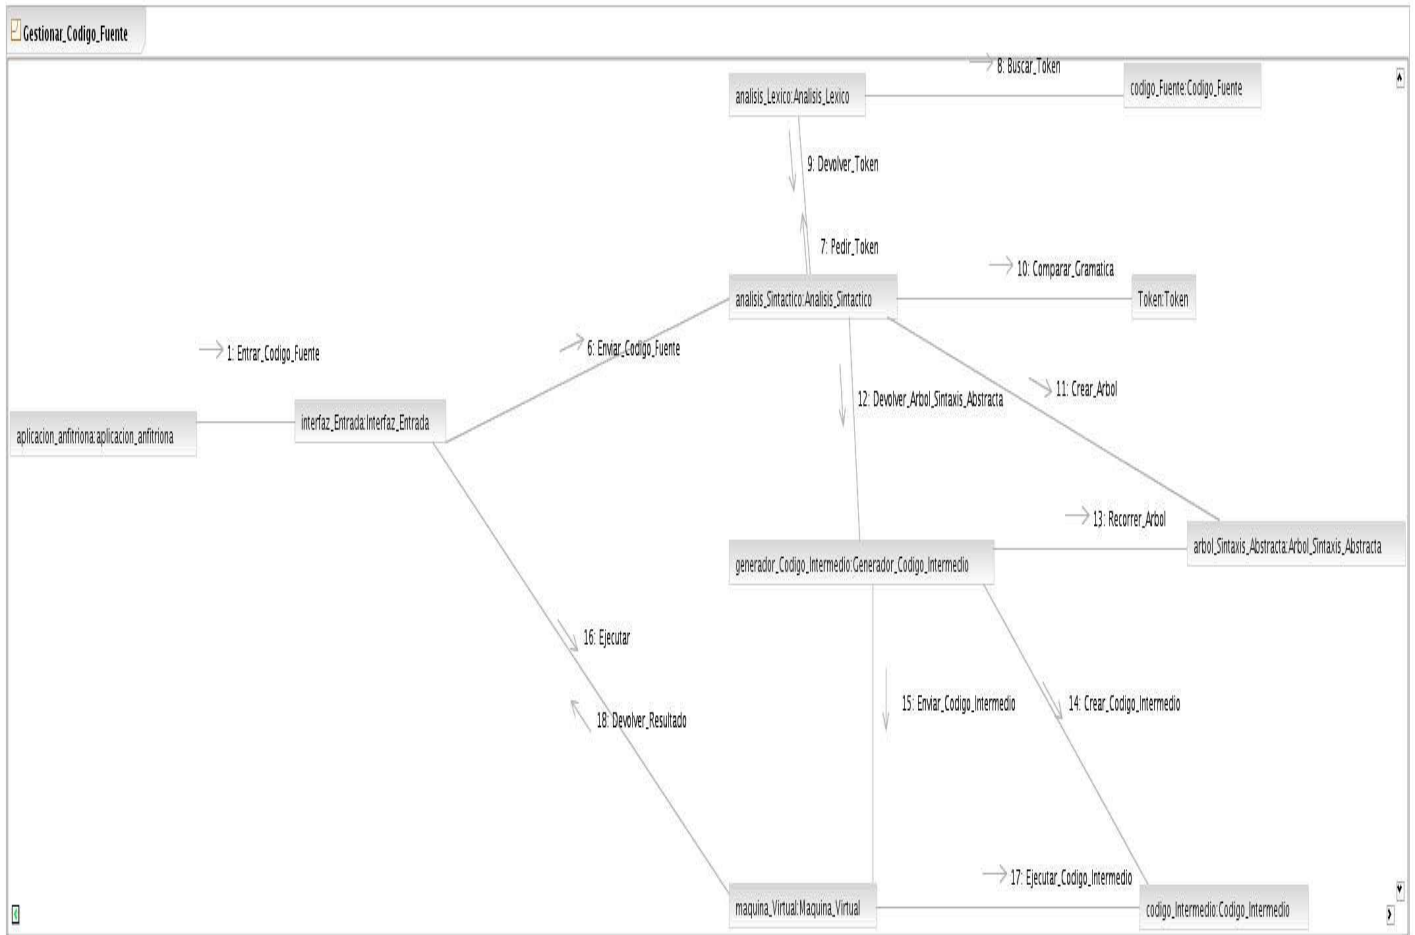 Gestionar_Codigo_Fuente
8: Buscar_Token
analisis_Lexico:Analisis_Lexico
codigo_Fuente:Codigo_Fuente
9: Devolver_Token
7: Pedir_Token
10: Comparar_Gramatica
analisis_Sintactico:Analisis_Sintactico
Token:Token
1: Entrar_Codigo_Fuente
6: Enviar_Codigo_Fuente
11: Crear_Arbol
12: Devolver_Arbol_Sintaxis_Abstracta
interfaz_Entrada:Interfaz_Entrada
aplicacion_anfitriona:aplicacion_anfitriona
13: Recorrer_Arbol
arbol_Sintaxis_Abstracta:Arbol_Sintaxis_Abstracta
generador_Codigo_Intermedio:Generador_Codigo_Intermedio
16: Ejecutar
15: Enviar_Codigo_Intermedio
14: Crear_Codigo_Intermedio
18: Devolver_Resultado
17: Ejecutar_Codigo_Intermedio
maquina_Virtual:Maquina_Virtual
codigo_Intermedio:Codigo_Intermedio